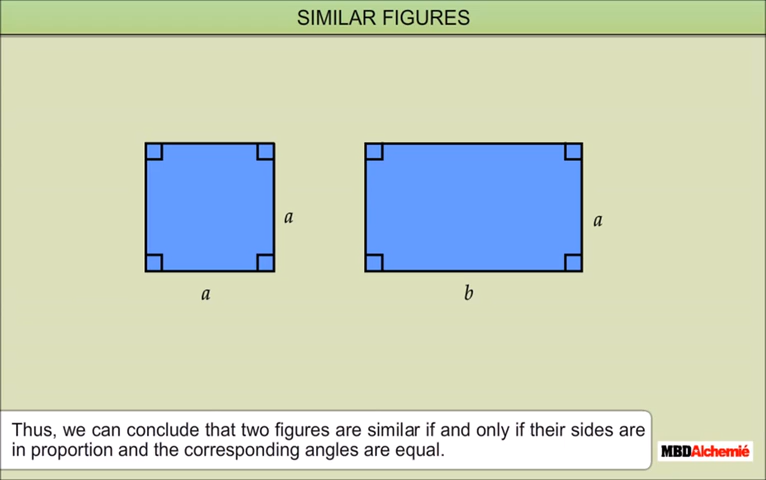 SIMILAR FIGURES
a
a
a
b
Thus, we can conclude that two figures are similar if and only if their sides are
in proportion and the corresponding angles are equal.
MBDAlchemié